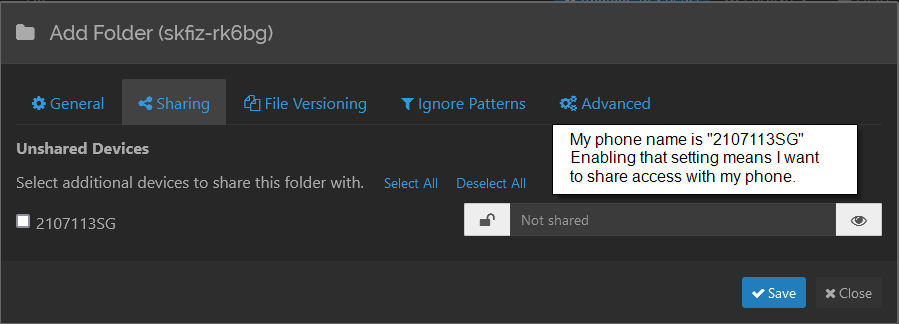 Add Folder (skfiz-rk6bg)
General Sharing File Versioning Ignore Patterns Advanced
My phone name is "2107113SG"
Enabling that setting means I want
to share access with my phone.
Unshared Devices
Select additional devices to share this folder with. Select All Deselect All
2107113SG Not shared
Save Close